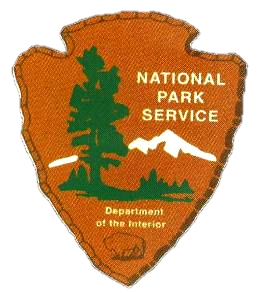 NATIONAL
PARK
SERVICE
Department
of the Interior